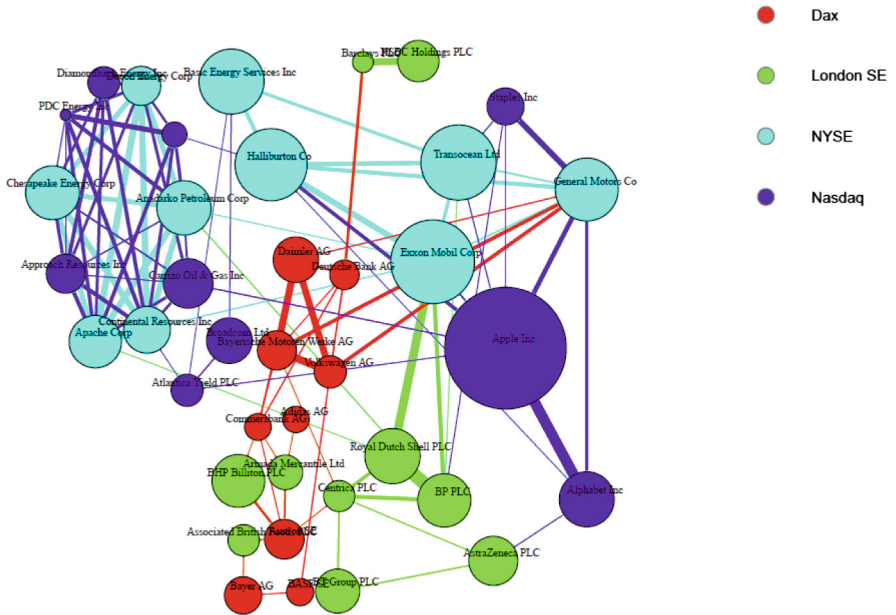 Dax
London SE
NYSE
Nasdaq
Barclays PLC
Holdings PLC
Diamondback Energy Inc
Energy Corp
Basic Energy Services Inc
PDC Energy Inc
Staples Inc
Halliburton Co
Transocean Ltd
Chesapeake Energy Corp
General Motors Co
Anadarko Petroleum Corp
Daimler AG
Exxon Mobil Corp
Deutsche Bank AG
Approach Resources Inc
Carrizo Oil & Gas Inc
Continental Resources Inc
Apache Corp
Broadcom Ltd
Bayerische Motoren Werke AG
Apple Inc
Volkswagen AG
Atlantica Yield PLC
Adidas AG
Commerzbank AG
Royal Dutch Shell PLC
Armada Mercantile Ltd
BHP Billiton PLC
Centrica PLC
BP PLC
Alphabet Inc
Associated British Foods PLC
AstraZeneca PLC
Bayer AG
BASF SE
BT Group PLC